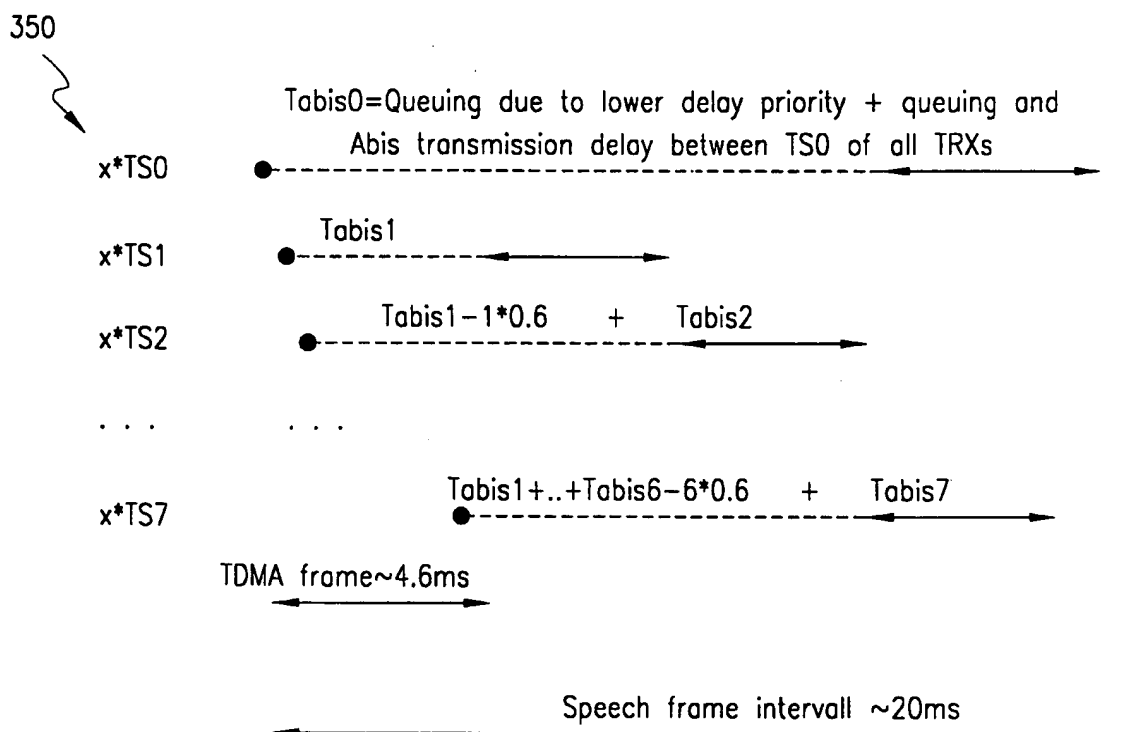 350
Tabis0=Queuing due to lower delay priority + queuing and
Abis transmission delay between TS0 of all TRXs
x*TS0
Tabis1
x*TS1
Tabis1-1*0.6 + Tabis2
x*TS2
... ...
Tabis1+..+Tabis6-6*0.6 + Tabis7
x*TS7
TDMA frame~4.6ms
Speech frame intervall ~20ms